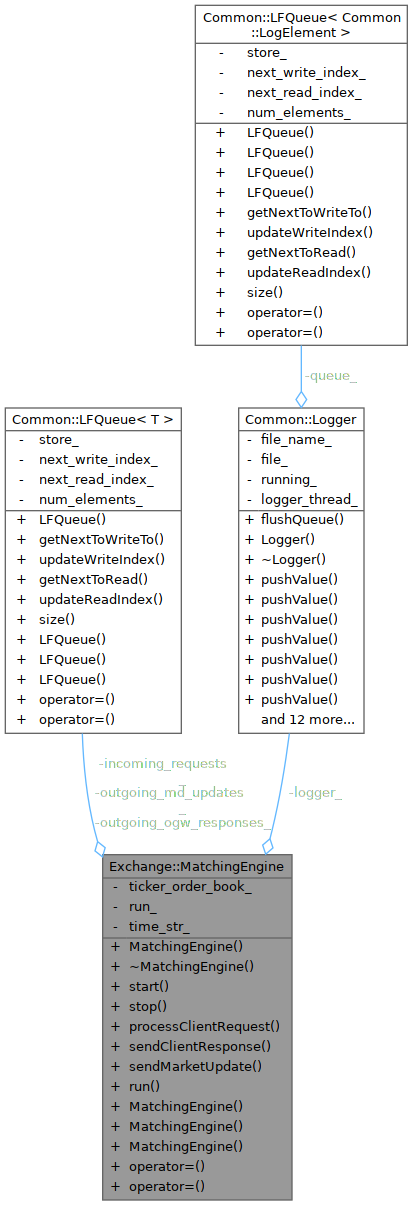 Common::LFQueue< Common
::LogElement >
- store_
- next_write_index_
- next_read_index_
- num_elements_
+ LFQueue()
+ LFQueue()
+ LFQueue()
+ LFQueue()
+ getNextToWriteTo()
+ updateWriteIndex()
+ getNextToRead()
+ updateReadIndex()
+ size()
+ operator=()
+ operator=()
-queue_
Common::LFQueue< T >
- store_
- next_write_index_
- next_read_index_
- num_elements_
+ LFQueue()
+ getNextToWriteTo()
+ updateWriteIndex()
+ getNextToRead()
+ updateReadIndex()
+ size()
+ LFQueue()
+ LFQueue()
+ LFQueue()
+ operator=()
+ operator=()
Common::Logger
- file_name_
- file_
- running_
- logger_thread_
+ flushQueue()
+ Logger()
+ ~Logger()
+ pushValue()
+ pushValue()
+ pushValue()
+ pushValue()
+ pushValue()
+ pushValue()
+ pushValue()
and 12 more...
-incoming_requests
_
-outgoing_md_updates
_
-outgoing_ogw_responses_
-logger_
Exchange::MatchingEngine
- ticker_order_book_
- run_
- time_str_
+ MatchingEngine()
+ ~MatchingEngine()
+ start()
+ stop()
+ processClientRequest()
+ sendClientResponse()
+ sendMarketUpdate()
+ run()
+ MatchingEngine()
+ MatchingEngine()
+ MatchingEngine()
+ operator=()
+ operator=()